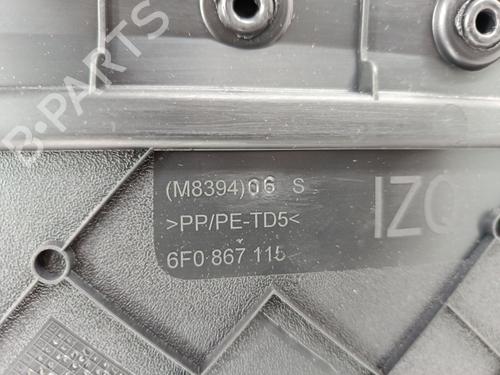 B-PARTS
(M8394)06 S
>PP/PE-TD5<
IZQ
6F0 867 115